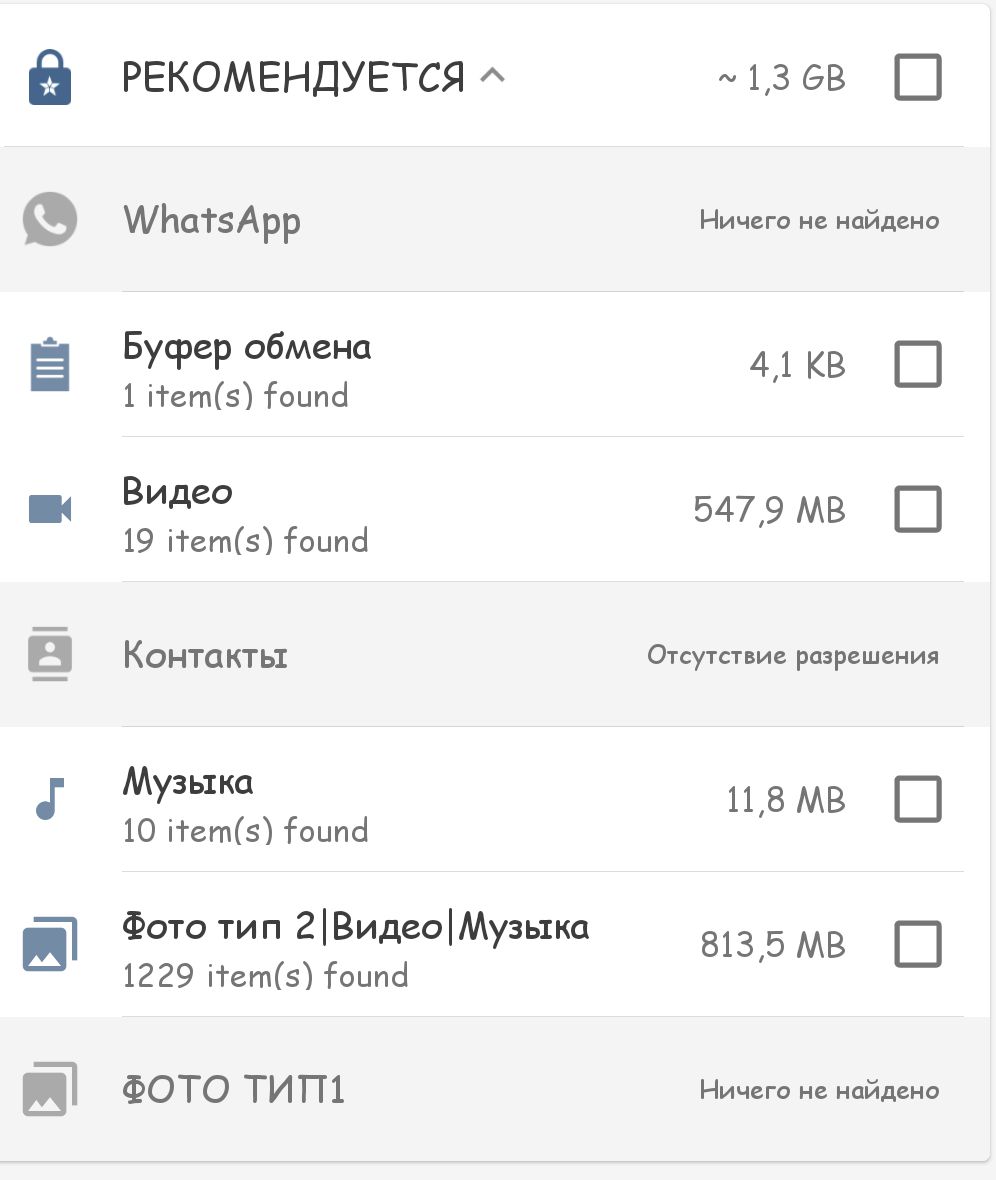 РЕКОМЕНДУЕТСЯ ~ 1,3 GB
WhatsApp Ничего не найдено
Буфер обмена 4,1 KB
1 item(s) found
Видео 547,9 MB
19 item(s) found
Контакты Отсутствие разрешения
Музыка 11,8 MB
10 item(s) found
Фото тип 2|Видео|Музыка 813,5 MB
1229 item(s) found
ФОТО ТИП1 Ничего не найдено